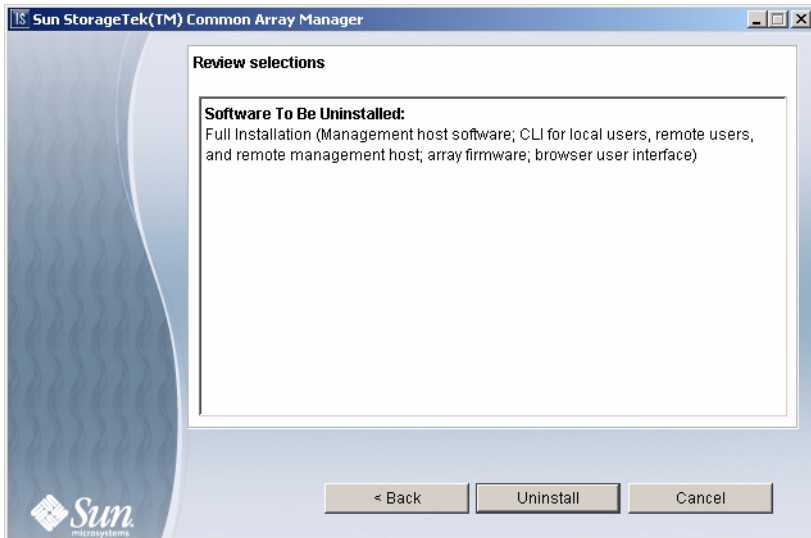 Sun StorageTek(TM) Common Array Manager
Review selections
Software To Be Uninstalled:
Full Installation (Management host software; CLI for local users, remote users,
and remote management host; array firmware; browser user interface)
< Back
Uninstall
Cancel
Sun
microsystems